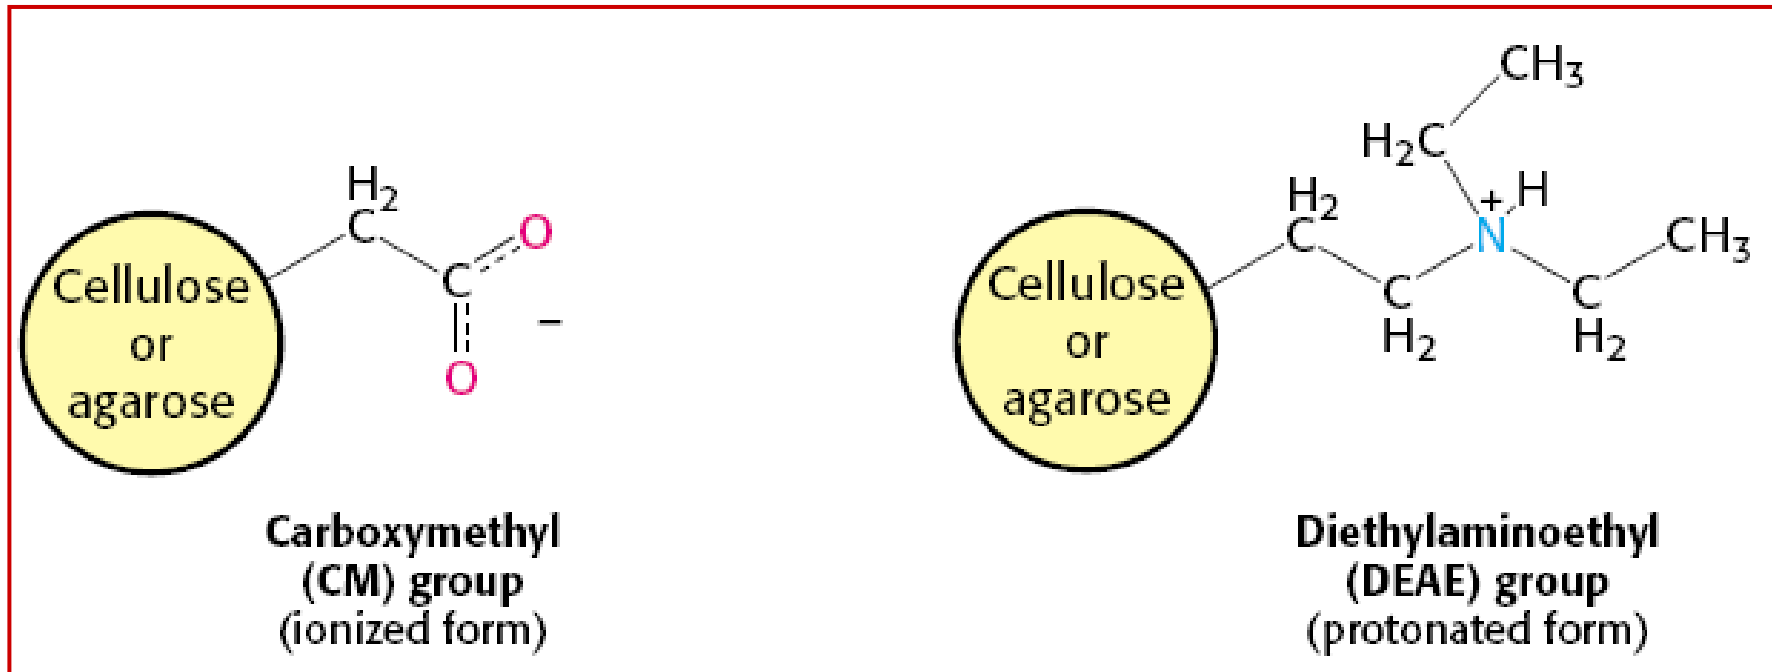 H2
C
C
O
O
–
Cellulose
or
agarose
Carboxymethyl
(CM) group
(ionized form)
CH3
H2C
H2
C
+
H
N
CH3
C
H2
C
H2
Cellulose
or
agarose
Diethylaminoethyl
(DEAE) group
(protonated form)